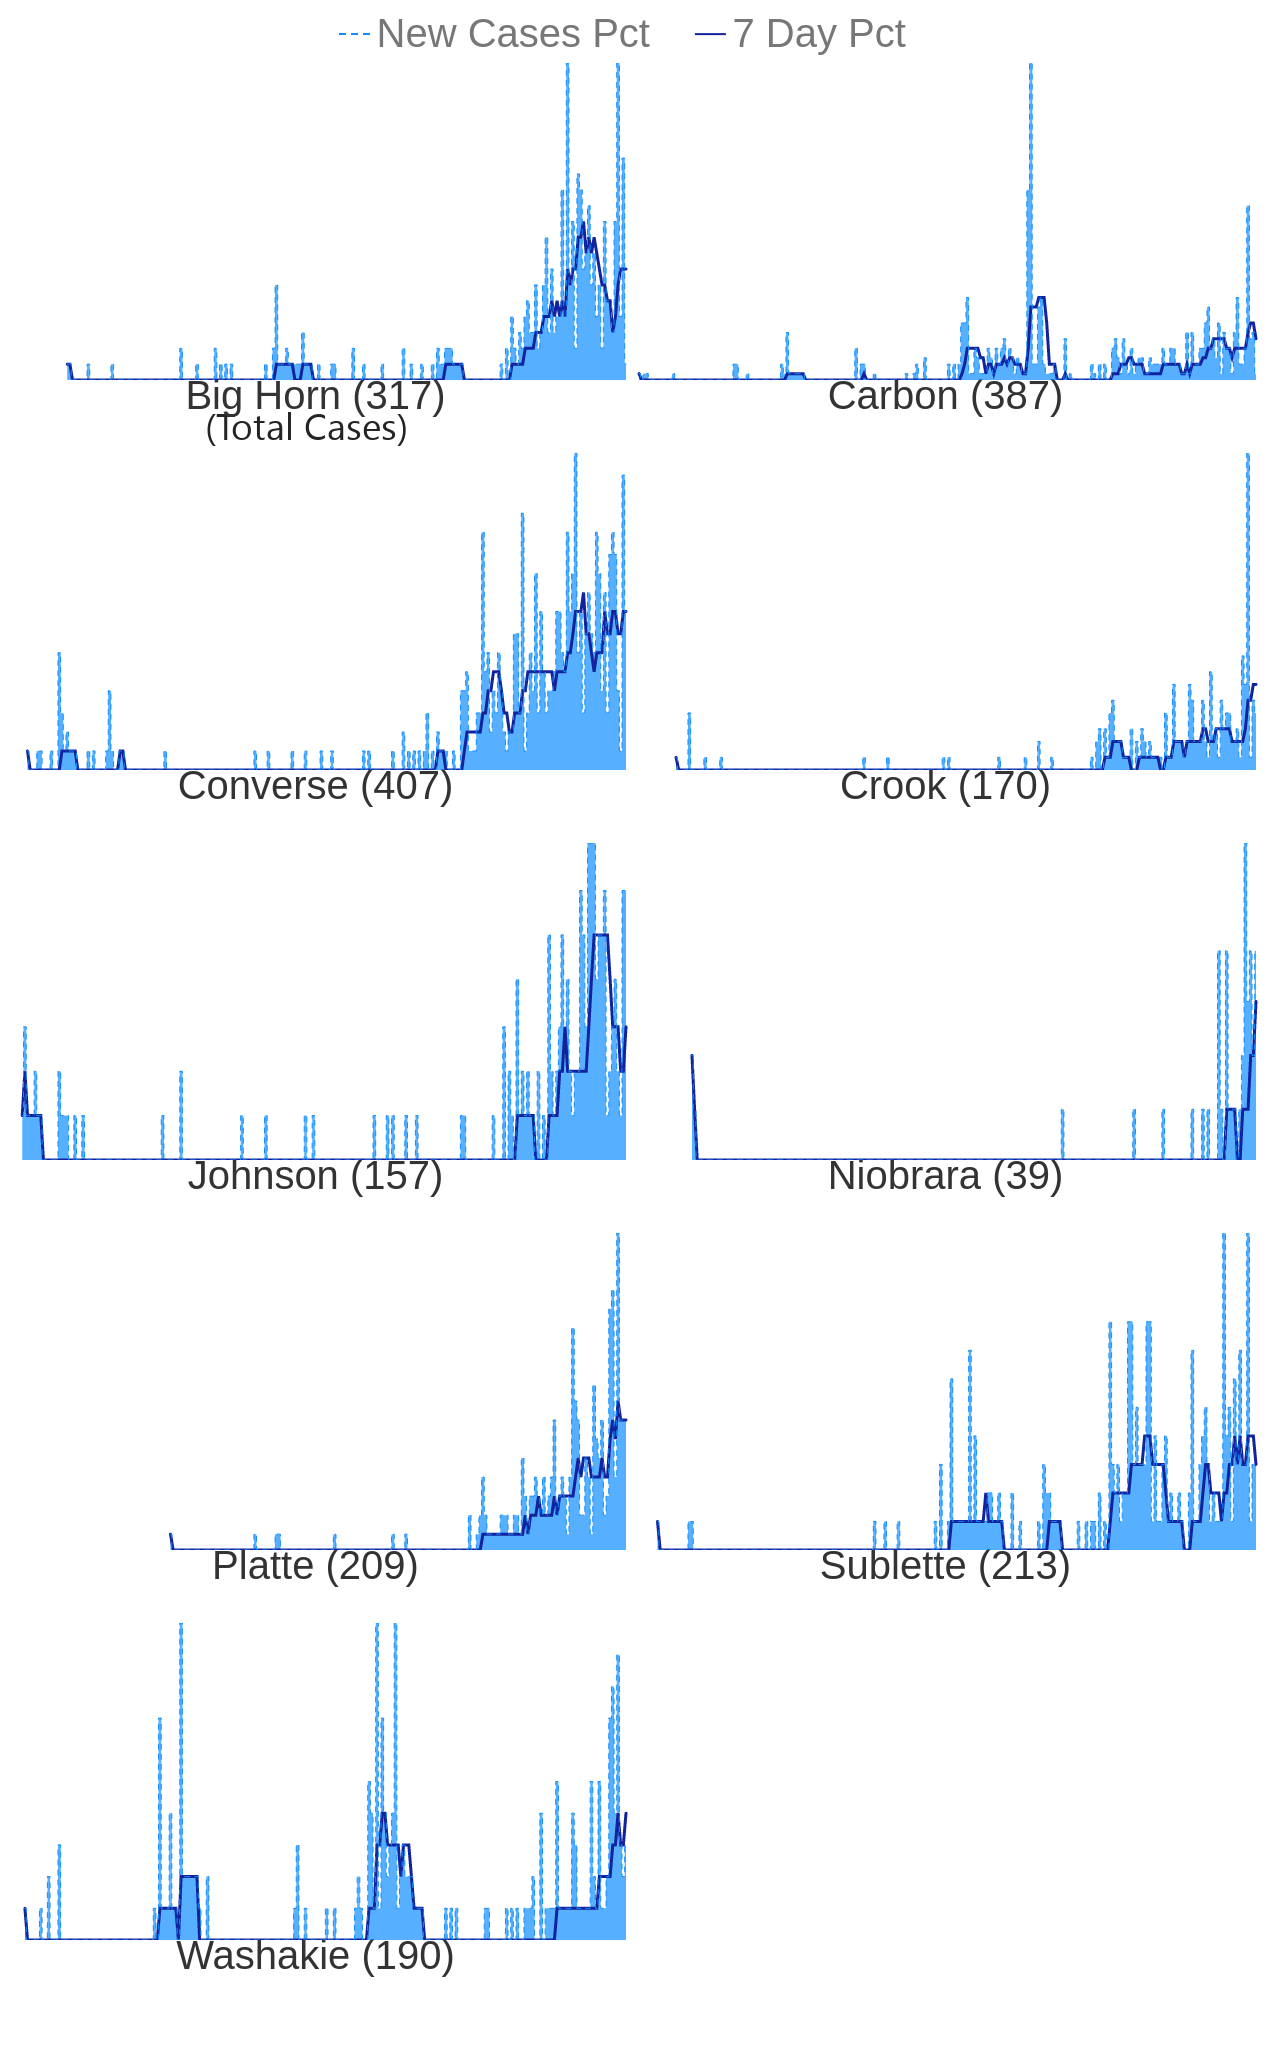 New Cases Pct 7 Day Pct
Big Horn (317) Carbon (387)
(Total Cases)
Converse (407) Crook (170)
Johnson (157) Niobrara (39)
Platte (209) Sublette (213)
Washakie (190)